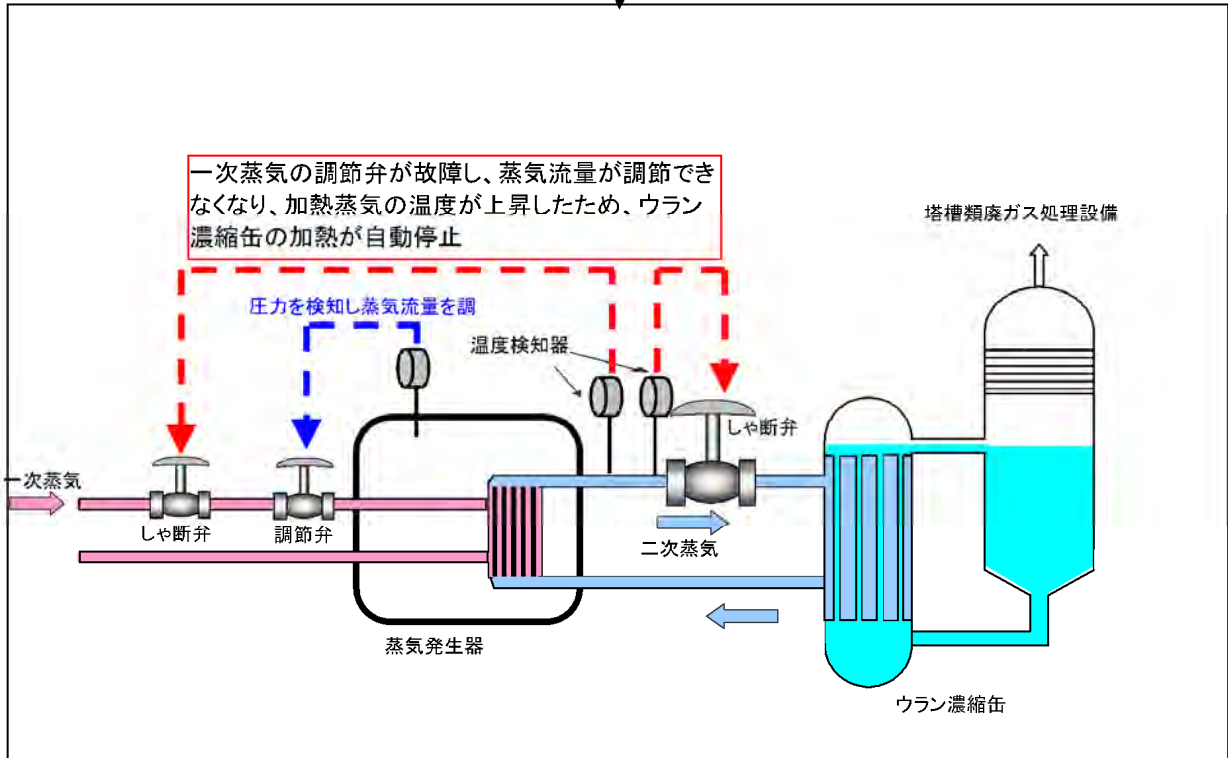 一次蒸気の調節弁が故障し、蒸気流量が調節でき
なくなり、加熱蒸気の温度が上昇したため、ウラン
濃縮缶の加熱が自動停止
塔槽類廃ガス処理設備
圧力を検知し蒸気流量を調
温度検知器
しゃ断弁
一次蒸気
しゃ断弁
調節弁
二次蒸気
蒸気発生器
ウラン濃縮缶